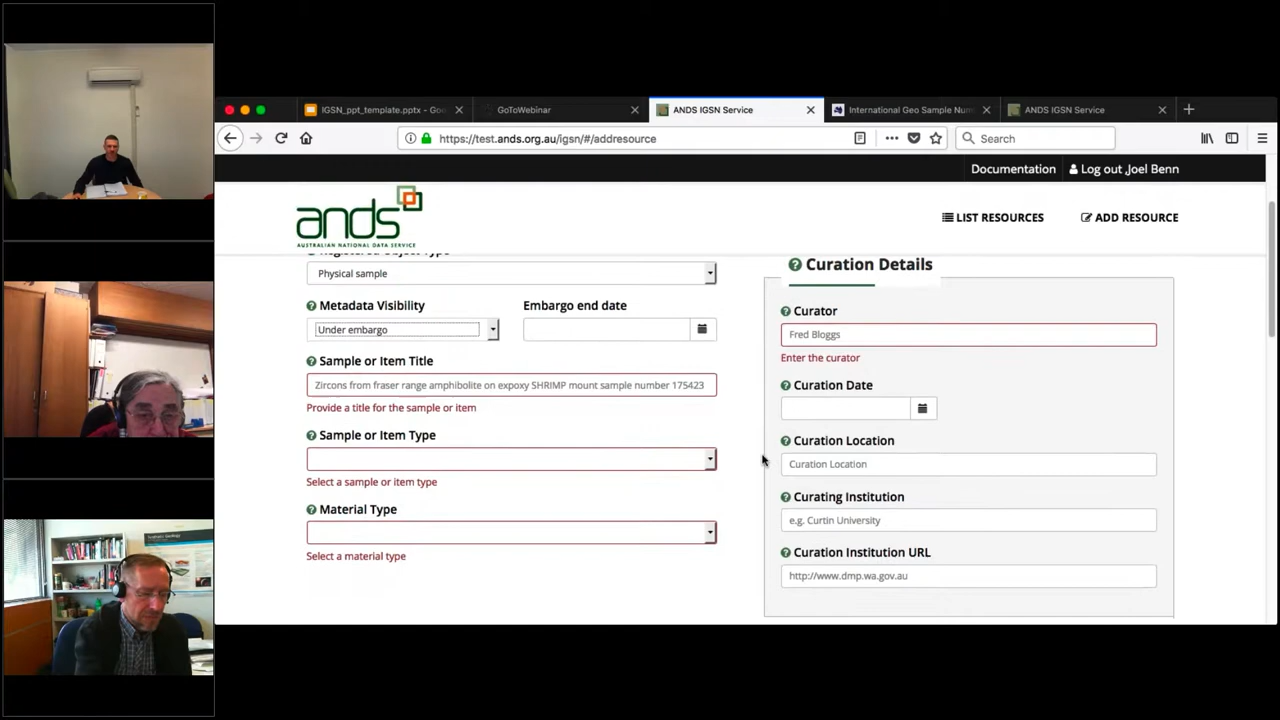 IGSN_ppt_template.pptx - Goo
GoToWebinar
ANDS IGSN Service
International Geo Sample Num
ANDS IGSN Service
https://test.ands.org.au/igsn/#/addresource
Search
Documentation
Log out ,Joel Benn
ands
AUSTRALIAN NATIONAL DATA SERVICE
LIST RESOURCES
ADD RESOURCE
Registered Object Type
Physical sample
Metadata Visibility
Embargo end date
Under embargo
Sample or Item Title
Zircons from fraser range amphibolite on expoxy SHRIMP mount sample number 175423
Provide a title for the sample or item
Sample or Item Type
Select a sample or item type
Material Type
Select a material type
Curation Details
Curator
Fred Bloggs
Enter the curator
Curation Date
Curation Location
Curation Location
Curating Institution
e.g. Curtin University
Curation Institution URL
http://www.dmp.wa.gov.au